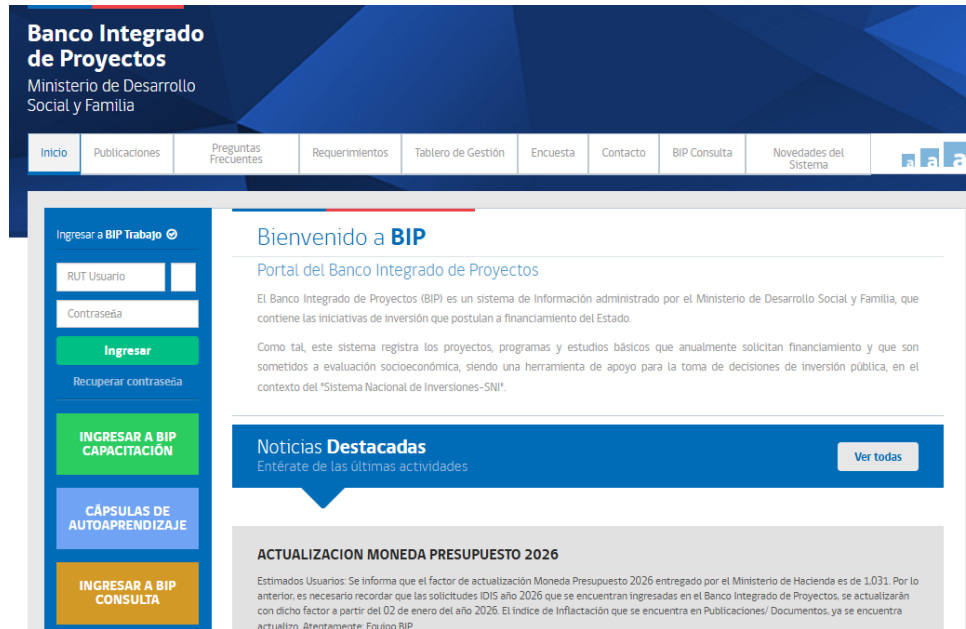 Banco Integrado
de Proyectos
Ministerio de Desarrollo
Social y Familia
Inicio
Publicaciones
Preguntas
Frecuentes
Requerimientos
Tablero de Gestión
Encuesta
Contacto
BIP Consulta
Novedades del
Sistema
a a a
Ingresar a BIP Trabajo
RUT Usuario
Contraseña
Ingresar
Recuperar contraseña
INGRESAR A BIP
CAPACITACIÓN
CÁPSULAS DE
AUTOAPRENDIZAJE
INGRESAR A BIP
CONSULTA
Bienvenido a BIP
Portal del Banco Integrado de Proyectos
El Banco Integrado de Proyectos (BIP) es un sistema de Información administrado por el Ministerio de Desarrollo Social y Familia, que
contiene las iniciativas de inversión que postulan a financiamiento del Estado.
Como tal, este sistema registra los proyectos, programas y estudios básicos que anualmente solicitan financiamiento y que son
sometidos a evaluación socioeconómica, siendo una herramienta de apoyo para la toma de decisiones de inversión pública, en el
contexto del "Sistema Nacional de Inversiones-SNI".
Noticias Destacadas
Entérate de las últimas actividades
Ver todas
ACTUALIZACION MONEDA PRESUPUESTO 2026
Estimados Usuarios: Se informa que el factor de actualización Moneda Presupuesto 2026 entregado por el Ministerio de Hacienda es de 1,031. Por lo
anterior, es necesario recordar que las solicitudes IDIS año 2026 que se encuentran ingresadas en el Banco Integrado de Proyectos, se actualizarán
con dicho factor a partir del 02 de enero del año 2026. El índice de Inflactación que se encuentra en Publicaciones/ Documentos, ya se encuentra
actualizo. Atentamente: Equipo BIP